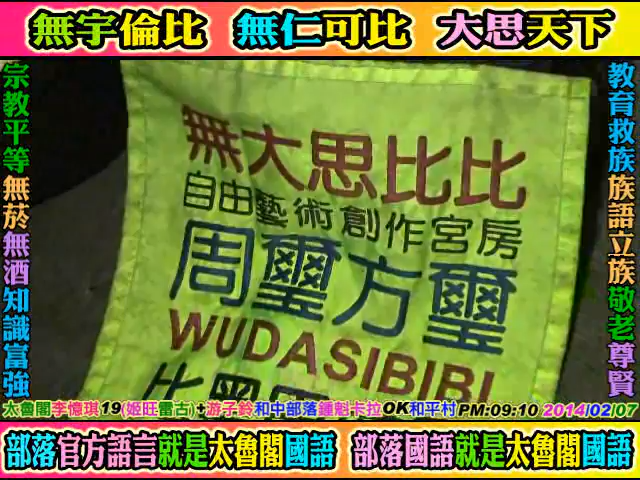 無宇倫比 無仁可比 大思天下
宗教平等無菸無酒知識富強
教育救族族語立族敬老尊賢
無大思比比
自由藝術創作宮房
周璽方璽
WUDASIBIBI
太魯閣李憶琪19(姬旺雷古)+游子鈴和中部落鍾魁卡拉OK和平村PM:09:10 2014/02/07
部落官方語言就是太魯閣國語 部落國語就是太魯閣國語